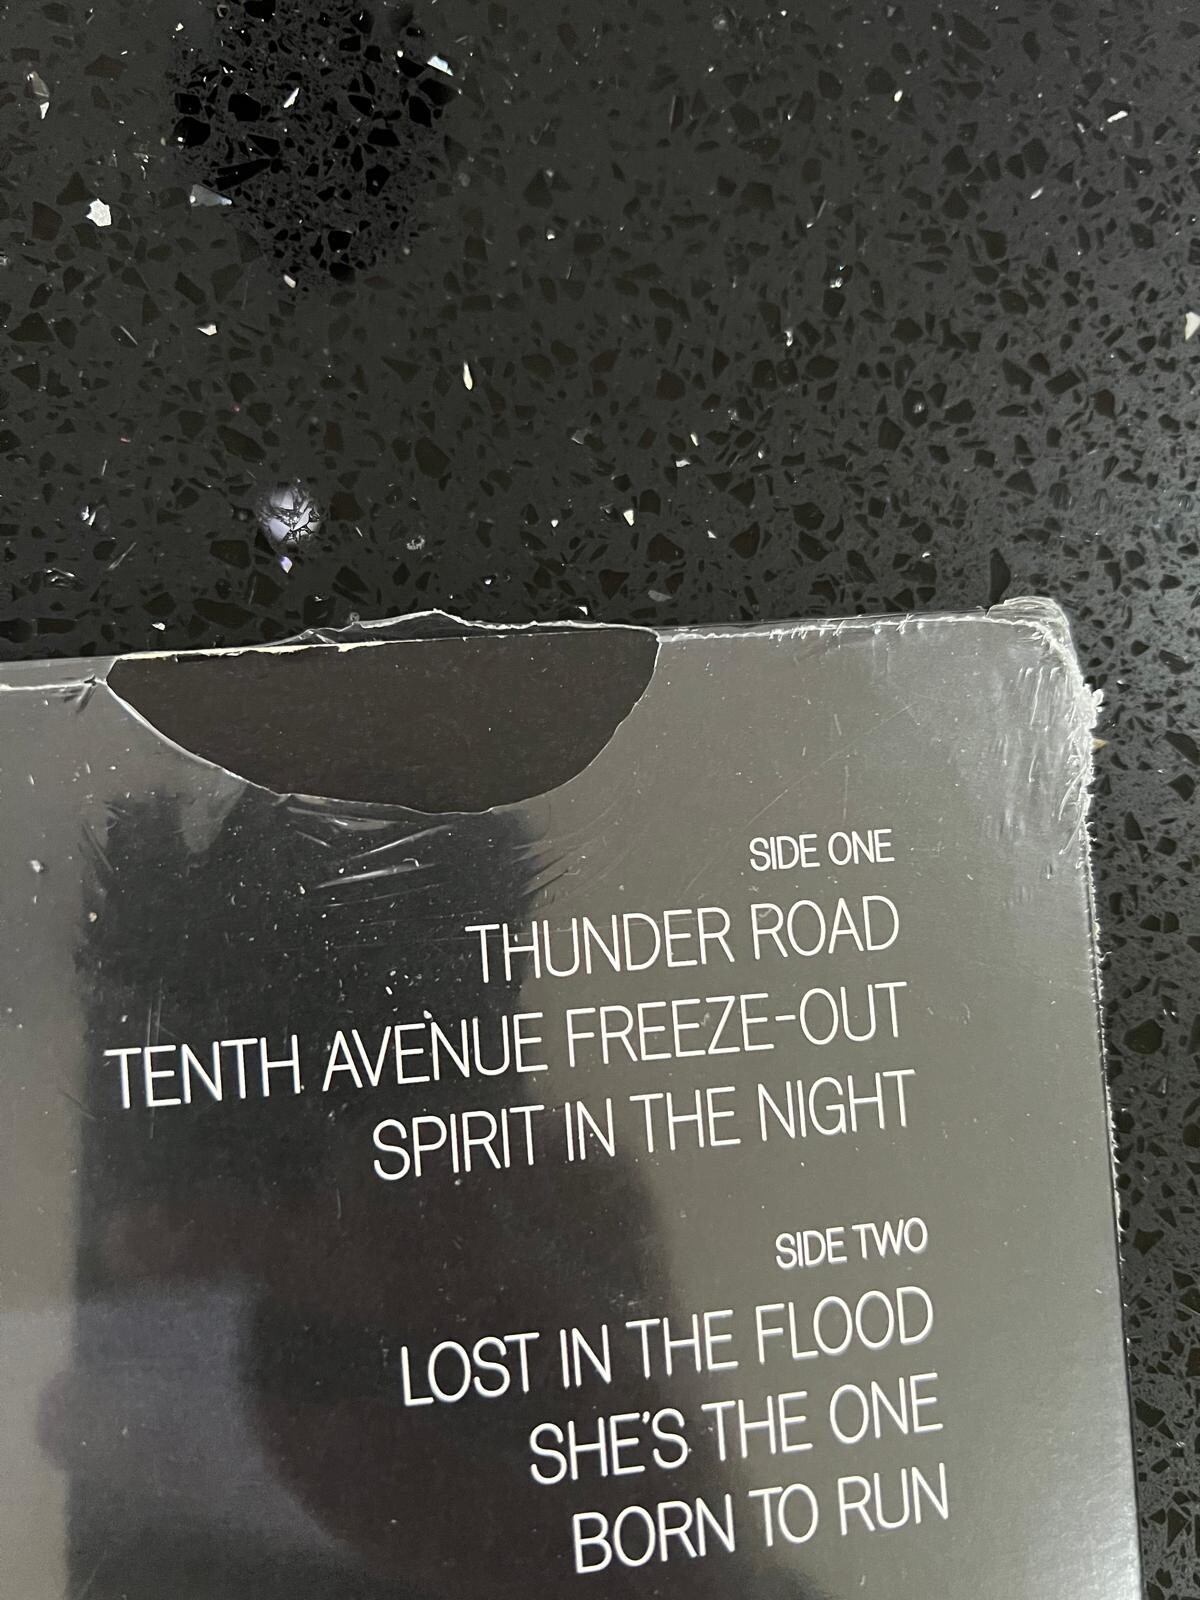 SIDE ONE
THUNDER ROAD
TENTH AVENUE FREEZE-OUT
SPIRIT IN THE NIGHT
SIDE TWO
LOST IN THE FLOOD
SHE'S THE ONE
BORN TO RUN